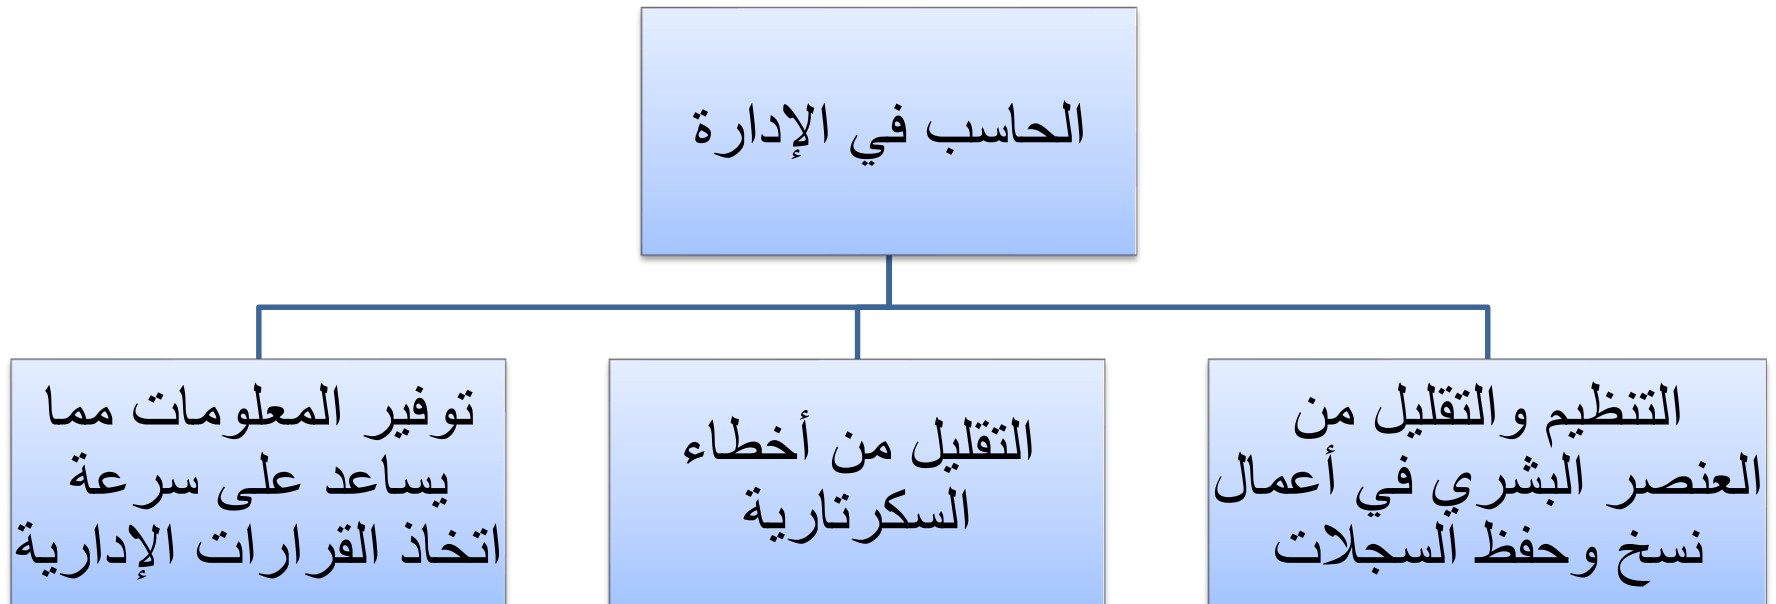 الحاسب في الإدارة
التنظيم والتقليل من
العنصر البشري في أعمال
نسخ وحفظ السجلات
التقليل من أخطاء
السكرتارية
توفير المعلومات مما
يساعد على سرعة
اتخاذ القرارات الإدارية